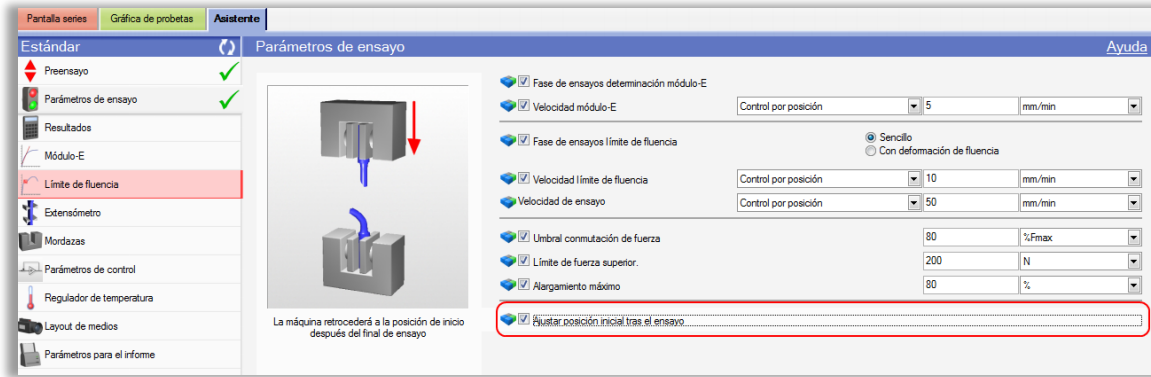 Pantalla series Gráfica de probetas Asistente
Estándar
Preensayo
Parámetros de ensayo
Resultados
Módulo-E
Límite de fluencia
Extensómetro
Mordazas
Parámetros de control
Regulador de temperatura
Layout de medios
Parámetros para el informe
Parámetros de ensayo Ayuda
La máquina retrocederá a la posición de inicio
después del final de ensayo
Fase de ensayos determinación módulo-E
Velocidad módulo-E Control por posición 5 mm/min
Fase de ensayos límite de fluencia Sencillo
Con deformación de fluencia
Velocidad límite de fluencia Control por posición 10 mm/min
Velocidad de ensayo Control por posición 50 mm/min
Umbral conmutación de fuerza 80 %Fmax
Límite de fuerza superior. 200 N
Alargamiento máximo 80 %
Ajustar posición inicial tras el ensayo